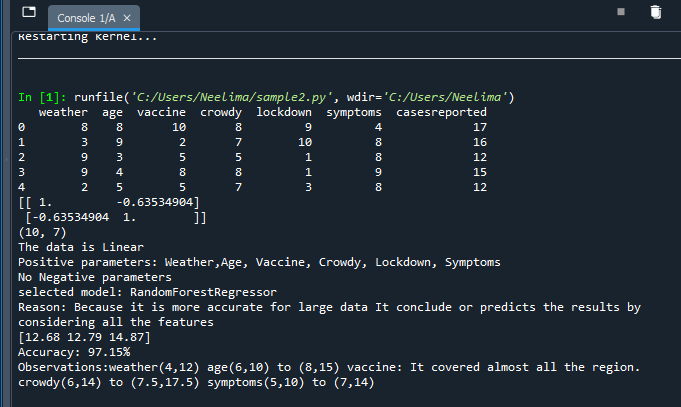 Console 1/A ×
Restarting kernel...
In [1]: runfile('C:/Users/Neelima/sample2.py', wdir='C:/Users/Neelima')
weather age vaccine crowdy lockdown symptoms casesreported
0 8 8 10 8 9 4 17
1 3 9 2 7 10 8 16
2 9 3 5 5 1 8 12
3 9 4 8 8 1 9 15
4 2 5 5 7 3 8 12
[[ 1. -0.63534904]
[-0.63534904 1. ]]
(10, 7)
The data is Linear
Positive parameters: Weather,Age, Vaccine, Crowdy, Lockdown, Symptoms
No Negative parameters
selected model: RandomForestRegressor
Reason: Because it is more accurate for large data It conclude or predicts the results by
considering all the features
[12.68 12.79 14.87]
Accuracy: 97.15%
Observations:weather(4,12) age(6,10) to (8,15) vaccine: It covered almost all the region.
crowdy(6,14) to (7.5,17.5) symptoms(5,10) to (7,14)